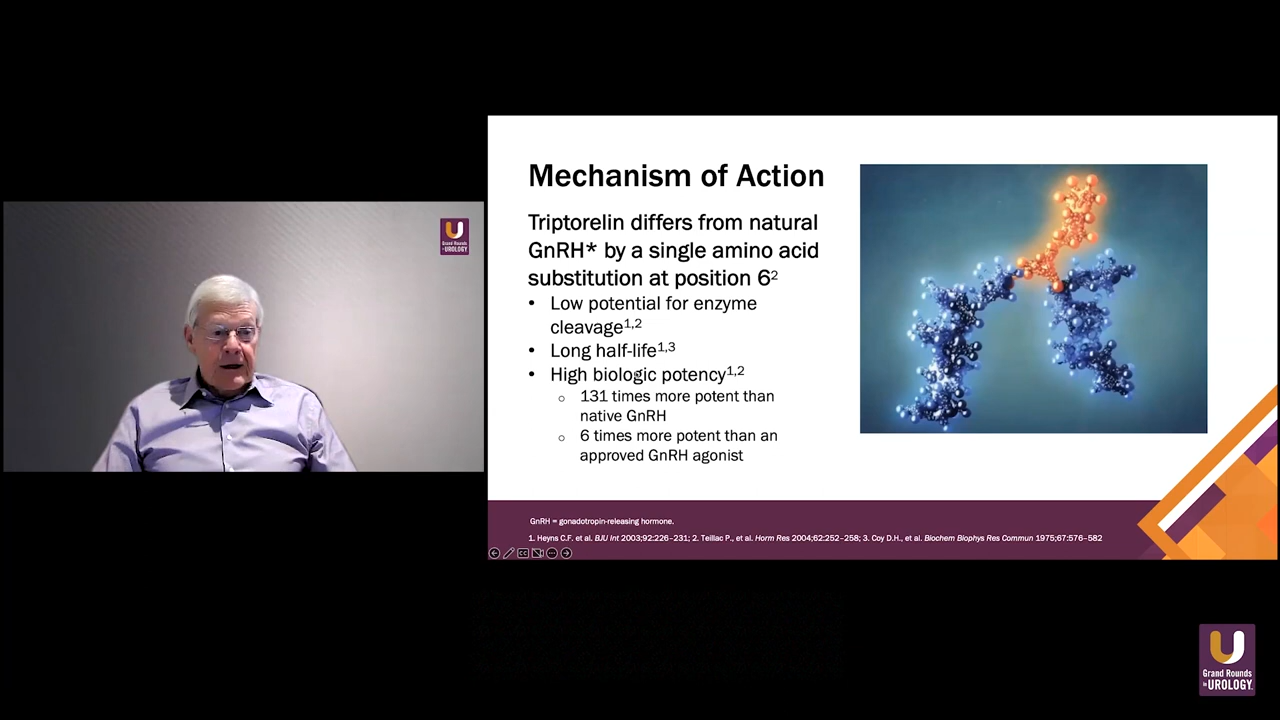 U
Grand Rounds
in UROLOGY
Mechanism of Action
Triptorelin differs from natural
GnRH* by a single amino acid
substitution at position 6²
• Low potential for enzyme
cleavage¹,²
• Long half-life¹,³
• High biologic potency¹,²
o 131 times more potent than
native GnRH
o 6 times more potent than an
approved GnRH agonist
GnRH = gonadotropin-releasing hormone.
1. Heyns C.F. et al. BJU Int 2003;92:226–231; 2. Teillac P., et al. Horm Res 2004;62:252–258; 3. Coy D.H., et al. Biochem Biophys Res Commun 1975;67:576–582
CC
U
Grand Rounds
in UROLOGY